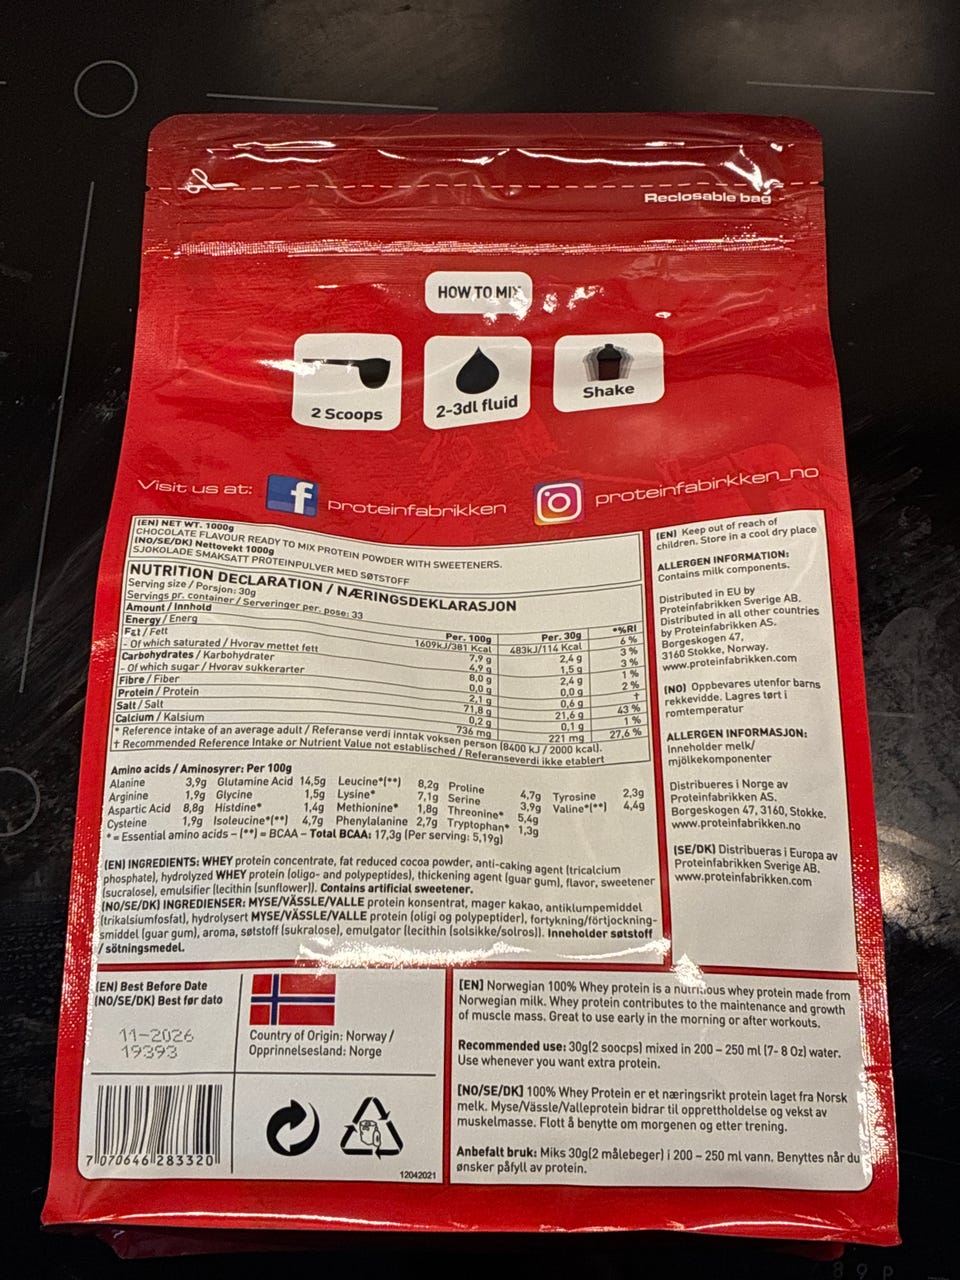 Reclosable bag
HOW TO MIX
2 Scoops
2-3dl fluid
Shake
Visit us at:
proteinfabrikken
proteinfabirkken_no
(EN) NET WT. 1000g
CHOCOLATE FLAVOUR READY TO MIX PROTEIN POWDER WITH SWEETENERS.
(NO/SE/DK) Nettovekt 1000g
SJOKOLADE SMAKSATT PROTEINPULVER MED SØTSTOFF
NUTRITION DECLARATION / NÆRINGSDEKLARASJON
Serving size / Porsjon: 30g
Servings pr. container / Serveringer per. pose: 33
Amount / Innhold Per. 100g Per. 30g *%RI
Energy / Energ 1609kJ/381 Kcal 483kJ/114 Kcal 6 %
Fat / Fett 7,9 g 2,4 g 3 %
- Of which saturated / Hvorav mettet fett 4,9 g 1,5 g 3 %
Carbohydrates / Karbohydrater 8,0 g 2,4 g 1 %
- Of which sugar / Hvorav sukkerarter 0,0 g 0,0 g 2 %
Fibre / Fiber 2,1 g 0,6 g †
Protein / Protein 71,8 g 21,6 g 43 %
Salt / Salt 0,2 g 0,1 g 1 %
Calcium / Kalsium 736 mg 221 mg 27,6 %
* Reference intake of an average adult / Referanse verdi inntak voksen person (8400 kJ / 2000 kcal).
† Recommended Reference Intake or Nutrient Value not establisched / Referanseverdi ikke etablert
Amino acids / Aminosyrer: Per 100g
Alanine 3,9g Glutamic Acid 14,5g Leucine*(**) 8,2g Proline 4,7g Tyrosine 2,3g
Arginine 1,9g Glycine 1,5g Lysine* 7,1g Serine 3,9g Valine*(**) 4,4g
Aspartic Acid 8,8g Histdine* 1,4g Methionine* 1,8g Threonine* 5,4g
Cysteine 1,9g Isoleucine*(**) 4,7g Phenylalanine 2,7g Tryptophan* 1,3g
* = Essential amino acids – (**) = BCAA – Total BCAA: 17,3g (Per serving: 5,19g)
(EN) INGREDIENTS: WHEY protein concentrate, fat reduced cocoa powder, anti-caking agent (tricalcium
phosphate), hydrolyzed WHEY protein (oligo- and polypeptides), thickening agent (guar gum), flavor, sweetener
(sucralose), emulsifier (lecithin (sunflower)). Contains artificial sweetener.
(NO/SE/DK) INGREDIENSER: MYSE/VÄSSLE/VALLE protein konsentrat, mager kakao, antiklumpemiddel
(trikalsiumfosfat), hydrolysert MYSE/VÄSSLE/VALLE protein (oligi og polypeptider), fortykning/förtjockning-
smiddel (guar gum), aroma, søtstoff (sukralose), emulgator (lecithin (solsikke/solros)). Inneholder søtstoff
/ sötningsmedel.
(EN) Keep out of reach of
children. Store in a cool dry place
ALLERGEN INFORMATION:
Contains milk components.
Distributed in EU by
Proteinfabrikken Sverige AB.
Distributed in all other countries
by Proteinfabrikken AS.
Borgeskogen 47,
3160 Stokke, Norway.
www.proteinfabrikken.com
(NO) Oppbevares utenfor barns
rekkevidde. Lagres tørt i
romtemperatur
ALLERGEN INFORMASJON:
Inneholder melk/
mjölkekomponenter
Distribueres i Norge av
Proteinfabrikken AS.
Borgeskogen 47, 3160, Stokke.
www.proteinfabrikken.no
(SE/DK) Distribueras i Europa av
Proteinfabrikken Sverige AB.
www.proteinfabrikken.com
(EN) Best Before Date
(NO/SE/DK) Best før dato
11-2026
19393
Country of Origin: Norway /
Opprinnelsesland: Norge
7 070646 283320
12042021
(EN) Norwegian 100% Whey protein is a nutritious whey protein made from
Norwegian milk. Whey protein contributes to the maintenance and growth
of muscle mass. Great to use early in the morning or after workouts.
Recommended use: 30g(2 soocps) mixed in 200 – 250 ml (7- 8 Oz) water.
Use whenever you want extra protein.
(NO/SE/DK) 100% Whey Protein er et næringsrikt protein laget fra Norsk
melk. Myse/Vässle/Valleprotein bidrar til opprettholdelse og vekst av
muskelmasse. Flott å benytte om morgenen og etter trening.
Anbefalt bruk: Miks 30g(2 målebeger) i 200 – 250 ml vann. Benyttes når du
ønsker påfyll av protein.